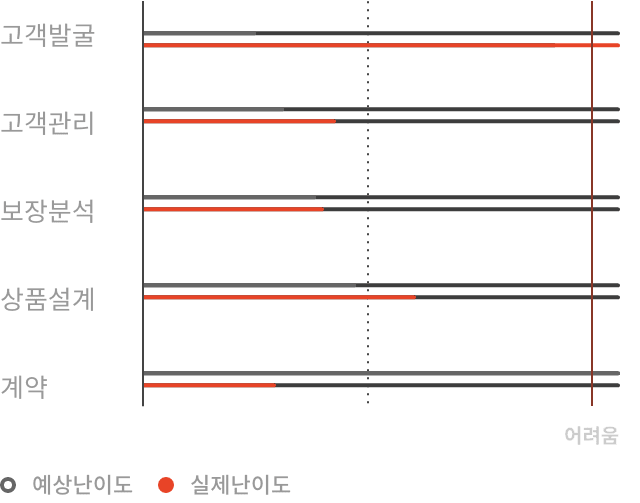 고객발굴
고객관리
보장분석
상품설계
계약
어려움
예상난이도
실제난이도